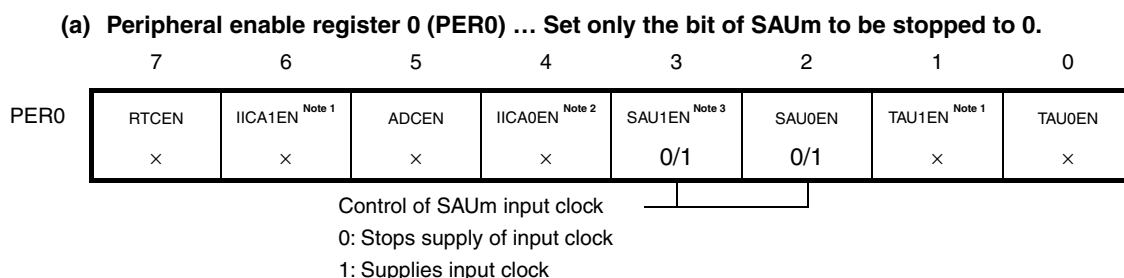 (a) Peripheral enable register 0 (PER0) … Set only the bit of SAUm to be stopped to 0.
7 6 5 4 3 2 1 0
PER0 RTCEN IICA1EN Note 1 ADCEN IICA0EN Note 2 SAU1EN Note 3 SAU0EN TAU1EN Note 1 TAU0EN
× × × × 0/1 0/1 × ×
Control of SAUm input clock
0: Stops supply of input clock
1: Supplies input clock